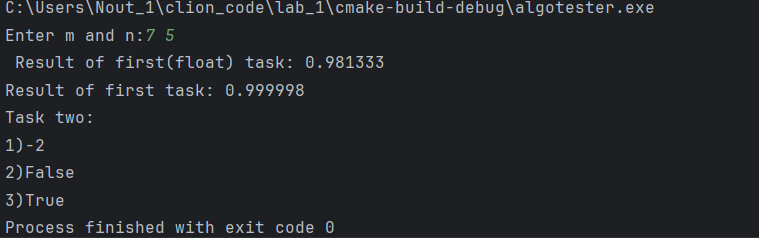 C:\Users\Nout_1\clion_code\lab_1\cmake-build-debug\algotester.exe
Enter m and n:7 5
 Result of first(float) task: 0.981333
Result of first task: 0.999998
Task two:
1)-2
2)False
3)True
Process finished with exit code 0